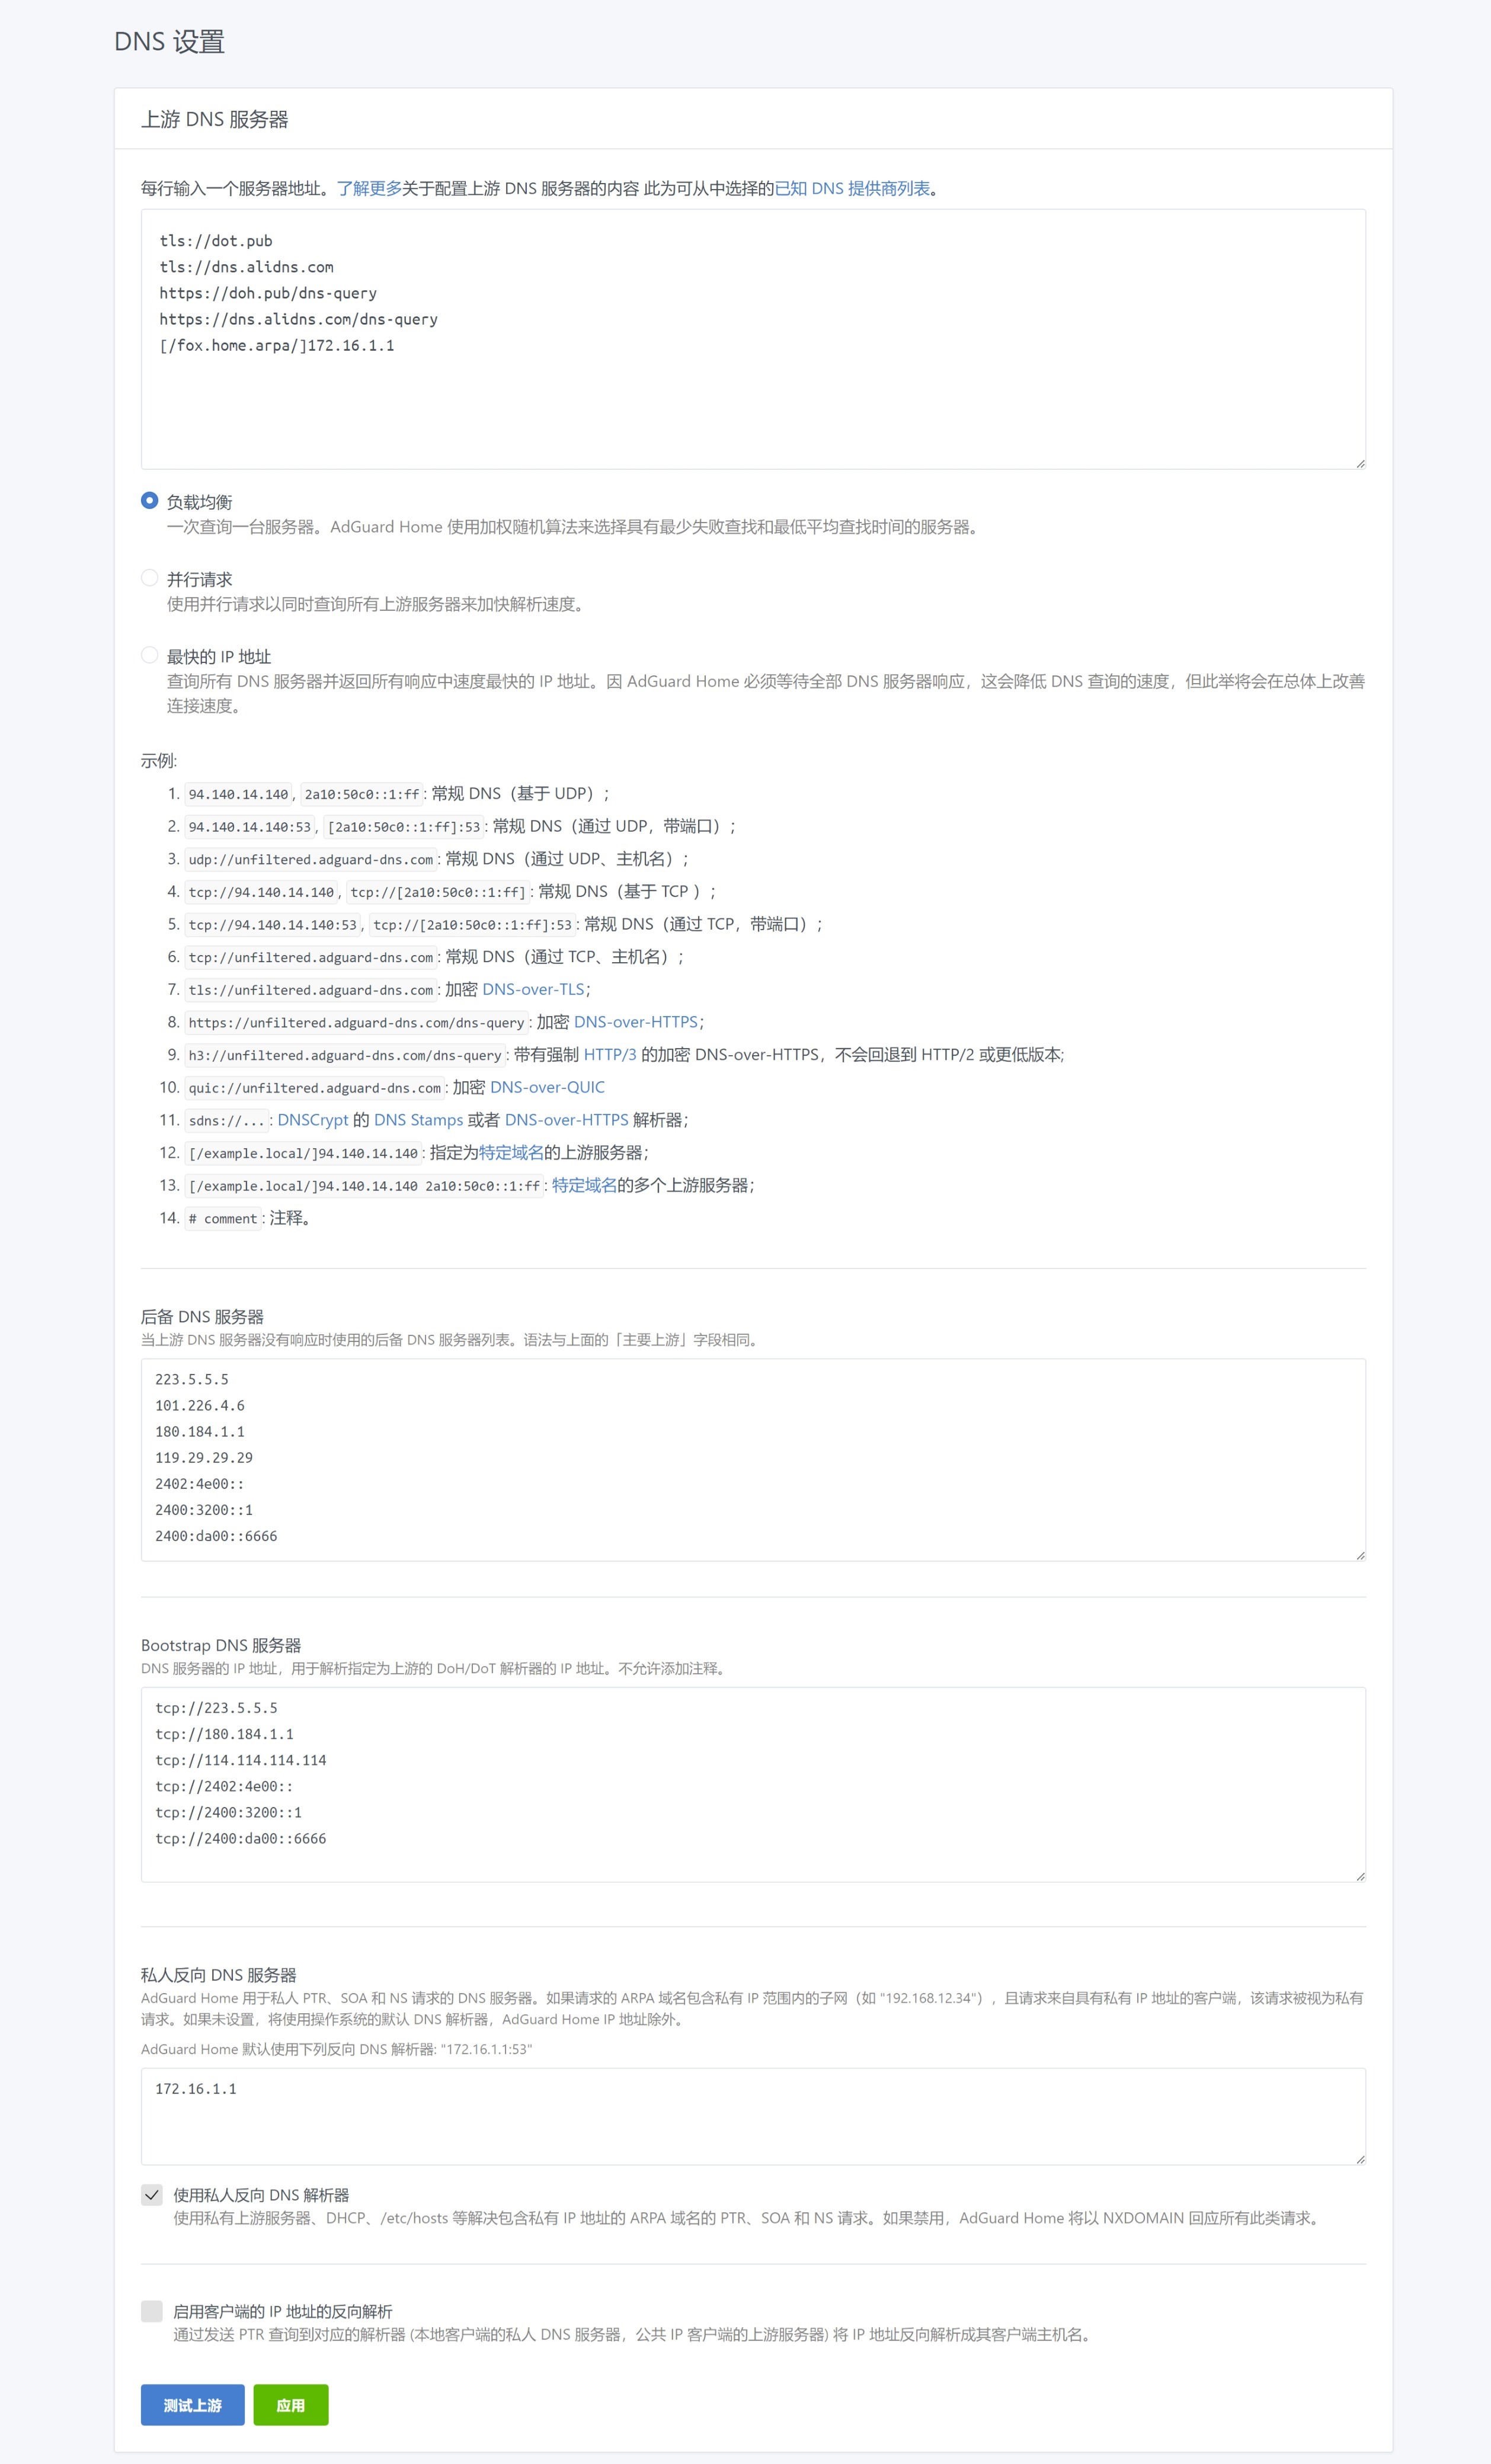 DNS 设置
上游 DNS 服务器
每行输入一个服务器地址。了解更多关于配置上游 DNS 服务器的内容 此为可从中选择的已知 DNS 提供商列表。
tls://dot.pub
tls://dns.alidns.com
https://doh.pub/dns-query
https://dns.alidns.com/dns-query
[/fox.home.arpa/]172.16.1.1
负载均衡
一次查询一台服务器。AdGuard Home 使用加权随机算法来选择具有最少失败查找和最低平均查找时间的服务器。
并行请求
使用并行请求以同时查询所有上游服务器来加快解析速度。
最快的 IP 地址
查询所有 DNS 服务器并返回所有响应中速度最快的 IP 地址。因 AdGuard Home 必须等待全部 DNS 服务器响应，这会降低 DNS 查询的速度，但此举将会在总体上改善
连接速度。
示例:
1. 94.140.14.140, 2a10:50c0::1:ff: 常规 DNS（基于 UDP）;
2. 94.140.14.140:53, [2a10:50c0::1:ff]:53: 常规 DNS（通过 UDP，带端口）;
3. udp://unfiltered.adguard-dns.com: 常规 DNS（通过 UDP、主机名）;
4. tcp://94.140.14.140, tcp://[2a10:50c0::1:ff]: 常规 DNS（基于 TCP ）;
5. tcp://94.140.14.140:53, tcp://[2a10:50c0::1:ff]:53: 常规 DNS（通过 TCP，带端口）;
6. tcp://unfiltered.adguard-dns.com: 常规 DNS（通过 TCP、主机名）;
7. tls://unfiltered.adguard-dns.com: 加密 DNS-over-TLS;
8. https://unfiltered.adguard-dns.com/dns-query: 加密 DNS-over-HTTPS;
9. h3://unfiltered.adguard-dns.com/dns-query: 带有强制 HTTP/3 的加密 DNS-over-HTTPS，不会回退到 HTTP/2 或更低版本;
10. quic://unfiltered.adguard-dns.com: 加密 DNS-over-QUIC
11. sdns://...: DNSCrypt 的 DNS Stamps 或者 DNS-over-HTTPS 解析器;
12. [/example.local/]94.140.14.140: 指定为特定域名的上游服务器;
13. [/example.local/]94.140.14.140 2a10:50c0::1:ff: 特定域名的多个上游服务器;
14. # comment: 注释。
后备 DNS 服务器
当上游 DNS 服务器没有响应时使用的后备 DNS 服务器列表。语法与上面的「主要上游」字段相同。
223.5.5.5
101.226.4.6
180.184.1.1
119.29.29.29
2402:4e00::
2400:3200::1
2400:da00::6666
Bootstrap DNS 服务器
DNS 服务器的 IP 地址，用于解析指定为上游的 DoH/DoT 解析器的 IP 地址。不允许添加注释。
tcp://223.5.5.5
tcp://180.184.1.1
tcp://114.114.114.114
tcp://2402:4e00::
tcp://2400:3200::1
tcp://2400:da00::6666
私人反向 DNS 服务器
AdGuard Home 用于私人 PTR、SOA 和 NS 请求的 DNS 服务器。如果请求的 ARPA 域名包含私有 IP 范围内的子网（如 "192.168.12.34"），且请求来自具有私有 IP 地址的客户端，该请求被视为私有
请求。如果未设置，将使用操作系统的默认 DNS 解析器，AdGuard Home IP 地址除外。
AdGuard Home 默认使用下列反向 DNS 解析器: "172.16.1.1:53"
172.16.1.1
使用私人反向 DNS 解析器
使用私有上游服务器、DHCP、/etc/hosts 等解决包含私有 IP 地址的 ARPA 域名的 PTR、SOA 和 NS 请求。如果禁用，AdGuard Home 将以 NXDOMAIN 回应所有此类请求。
启用客户端的 IP 地址的反向解析
通过发送 PTR 查询到对应的解析器 (本地客户端的私人 DNS 服务器，公共 IP 客户端的上游服务器) 将 IP 地址反向解析成其客户端主机名。
测试上游 应用